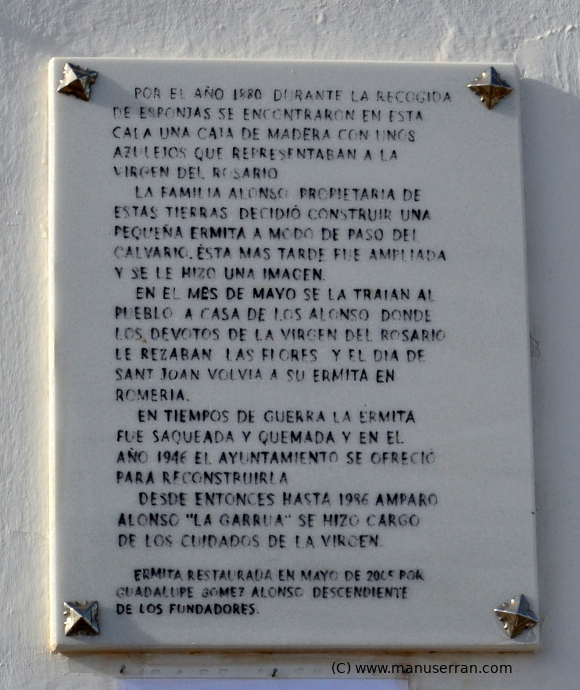 POR EL AÑO 1880 DURANTE LA RECOGIDA
DE ESPONJAS SE ENCONTRARON EN ESTA
CALA UNA CAJA DE MADERA CON UNOS
AZULEJOS QUE REPRESENTABAN A LA
VIRGEN DEL ROSARIO
LA FAMILIA ALONSO PROPIETARIA DE
ESTAS TIERRAS DECIDIÓ CONSTRUIR UNA
PEQUEÑA ERMITA A MODO DE PASO DEL
CALVARIO. ÉSTA MAS TARDE FUE AMPLIADA
Y SE LE HIZO UNA IMAGEN.
EN EL MES DE MAYO SE LA TRAIAN AL
PUEBLO A CASA DE LOS ALONSO DONDE
LOS DEVOTOS DE LA VIRGEN DEL ROSARIO
LE REZABAN LAS FLORES Y EL DIA DE
SANT JOAN VOLVIA A SU ERMITA EN
ROMERIA.
EN TIEMPOS DE GUERRA LA ERMITA
FUE SAQUEADA Y QUEMADA Y EN EL
AÑO 1946 EL AYUNTAMIENTO SE OFRECIÓ
PARA RECONSTRUIRLA
DESDE ENTONCES HASTA 1986 AMPARO
ALONSO "LA GARRUA" SE HIZO CARGO
DE LOS CUIDADOS DE LA VIRGEN.
ERMITA RESTAURADA EN MAYO DE 2005 POR
GUADALUPE GOMEZ ALONSO DESCENDIENTE
DE LOS FUNDADORES.
(C) www.manuserran.com